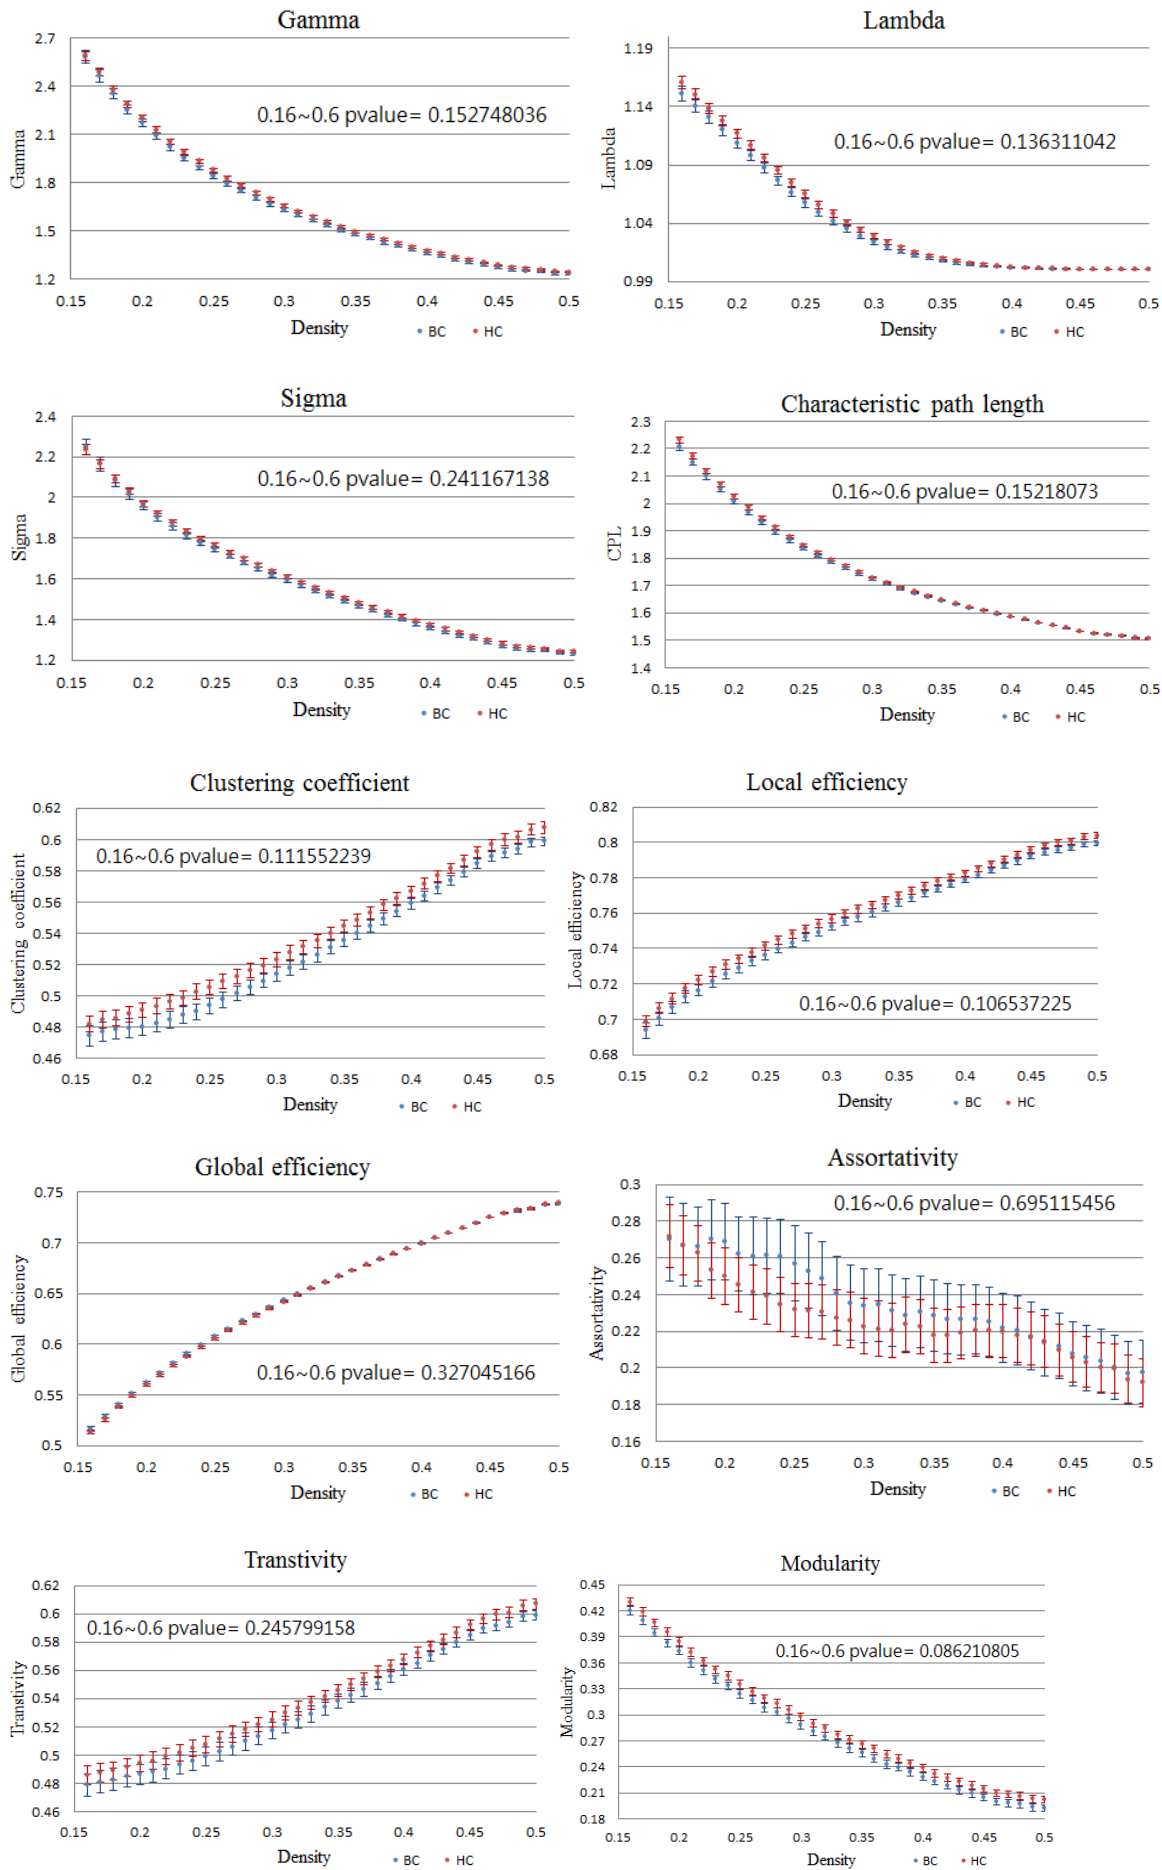 Gamma
2.7
2.4
2.1
1.8
1.5
1.2
Gamma
0.16~0.6 pvalue= 0.152748036
0.15 0.2 0.25 0.3 0.35 0.4 0.45 0.5
Density
BC HC
Lambda
1.19
1.14
1.09
1.04
0.99
Lambda
0.16~0.6 pvalue= 0.136311042
0.15 0.2 0.25 0.3 0.35 0.4 0.45 0.5
Density
BC HC
Sigma
2.4
2.2
2
1.8
1.6
1.4
1.2
Sigma
0.16~0.6 pvalue= 0.241167138
0.15 0.2 0.25 0.3 0.35 0.4 0.45 0.5
Density
BC HC
Characteristic path length
2.3
2.2
2.1
2
1.9
1.8
1.7
1.6
1.5
1.4
CPL
0.16~0.6 pvalue= 0.15218073
0.15 0.2 0.25 0.3 0.35 0.4 0.45 0.5
Density
BC HC
Clustering coefficient
0.62
0.6
0.58
0.56
0.54
0.52
0.5
0.48
0.46
Clustering coefficient
0.16~0.6 pvalue= 0.111552239
0.15 0.2 0.25 0.3 0.35 0.4 0.45 0.5
Density
BC HC
Local efficiency
0.82
0.8
0.78
0.76
0.74
0.72
0.7
0.68
Local efficiency
0.16~0.6 pvalue= 0.106537225
0.15 0.2 0.25 0.3 0.35 0.4 0.45 0.5
Density
BC HC
Global efficiency
0.75
0.7
0.65
0.6
0.55
0.5
Global efficiency
0.16~0.6 pvalue= 0.327045166
0.15 0.2 0.25 0.3 0.35 0.4 0.45 0.5
Density
BC HC
Assortativity
0.3
0.28
0.26
0.24
0.22
0.2
0.18
0.16
Assortativity
0.16~0.6 pvalue= 0.695115456
0.15 0.2 0.25 0.3 0.35 0.4 0.45 0.5
Density
BC HC
Transtivity
0.62
0.6
0.58
0.56
0.54
0.52
0.5
0.48
0.46
Transtivity
0.16~0.6 pvalue= 0.245799158
0.15 0.2 0.25 0.3 0.35 0.4 0.45 0.5
Density
BC HC
Modularity
0.45
0.42
0.39
0.36
0.33
0.3
0.27
0.24
0.21
0.18
Modularity
0.16~0.6 pvalue= 0.086210805
0.15 0.2 0.25 0.3 0.35 0.4 0.45 0.5
Density
BC HC